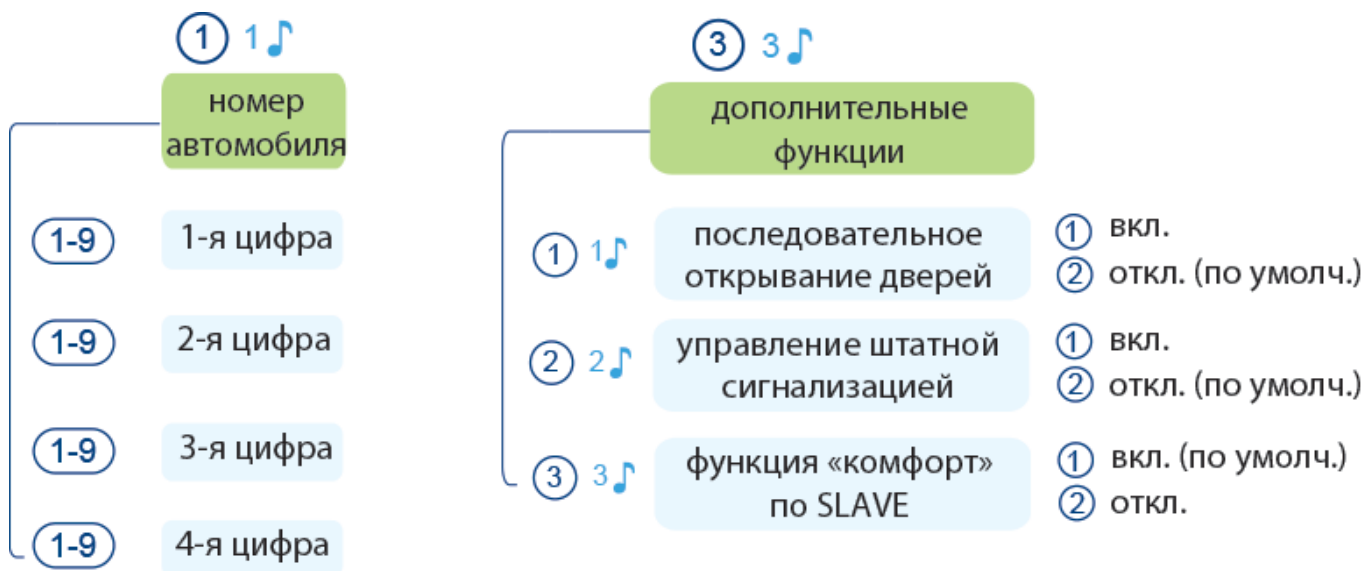 1 1♪
номер
автомобиля
1-9 1-я цифра
1-9 2-я цифра
1-9 3-я цифра
1-9 4-я цифра
3 3♪
дополнительные
функции
1 1♪ последовательное
открывание дверей
1 вкл.
2 откл. (по умолч.)
2 2♪ управление штатной
сигнализацией
1 вкл.
2 откл. (по умолч.)
3 3♪ функция «комфорт»
по SLAVE
1 вкл. (по умолч.)
2 откл.